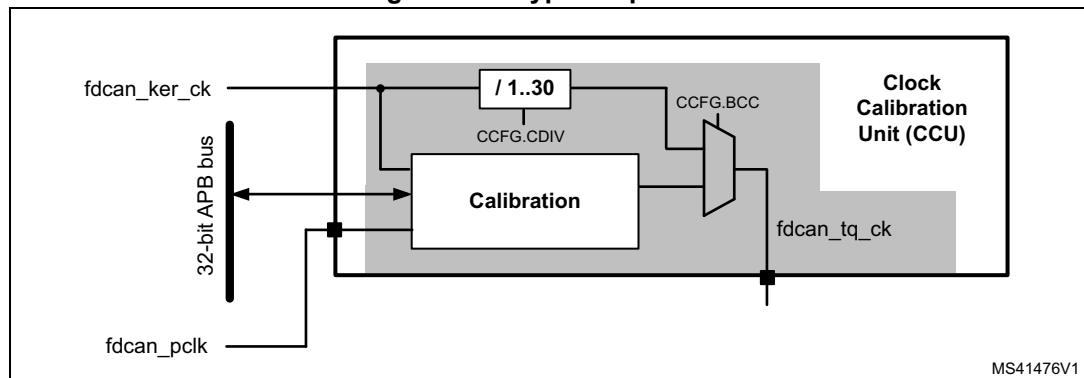 fdcan_ker_ck
/ 1..30
CCFG.CDIV
CCFG.BCC
Clock
Calibration
Unit (CCU)
32-bit APB bus
Calibration
fdcan_tq_ck
fdcan_pclk
MS41476V1